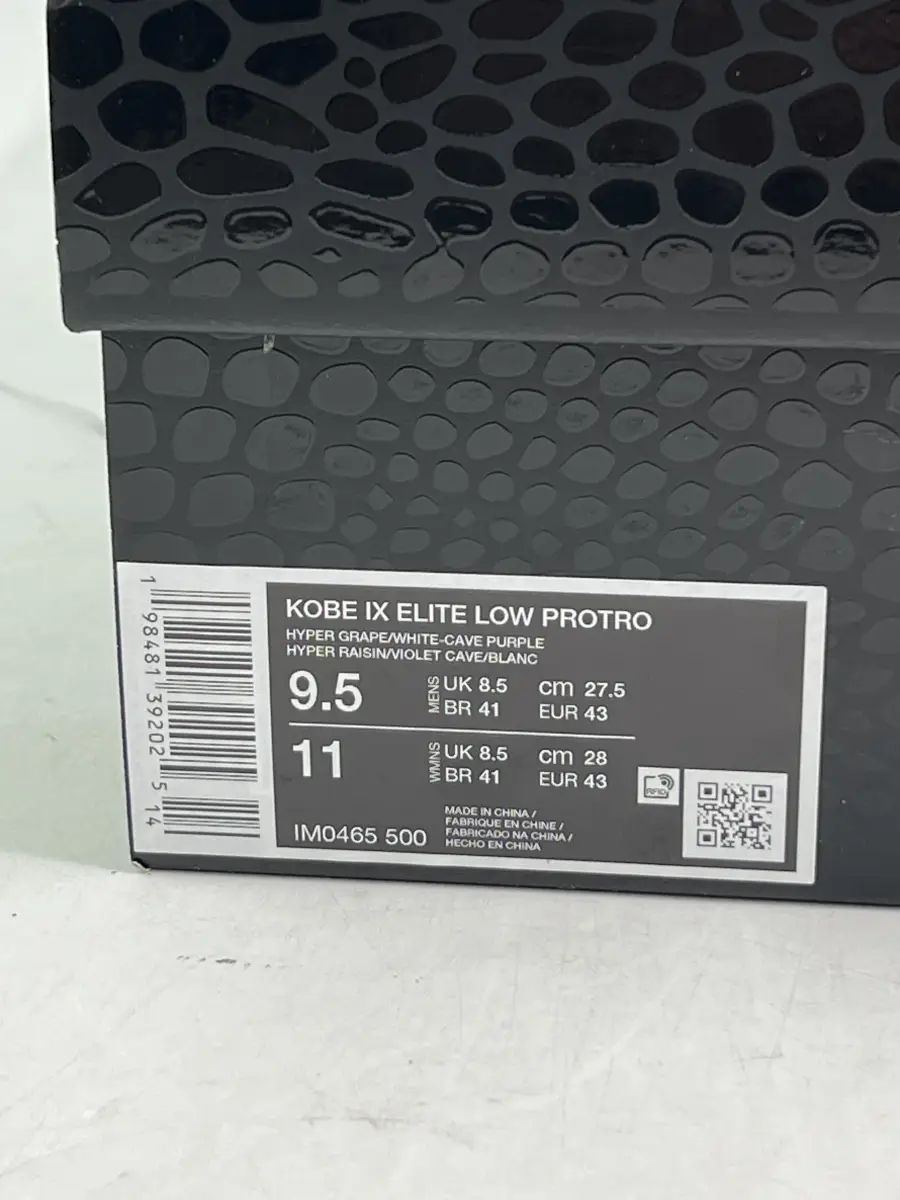 KOBE IX ELITE LOW PROTRO
HYPER GRAPE/WHITE-CAVE PURPLE
HYPER RAISIN/VIOLET CAVE/BLANC
9.5 MENS UK 8.5 cm 27.5
BR 41 EUR 43
11 WMNS UK 8.5 cm 28
BR 41 EUR 43
RFID
IM0465 500
MADE IN CHINA /
FABRIQUE EN CHINE /
FABRICADO NA CHINA /
HECHO EN CHINA
1 98481 39202 5 14